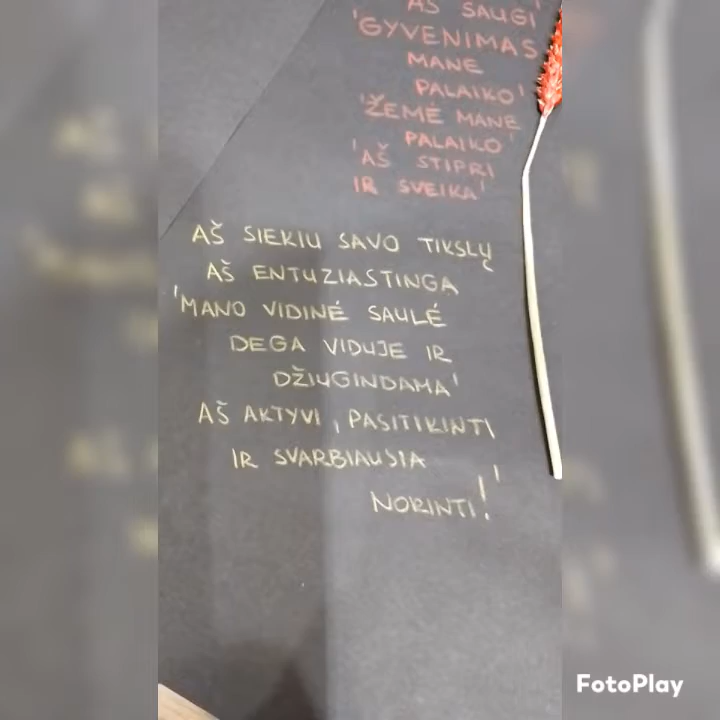 AŠ SAUGI'
'GYVENIMAS
MANE
PALAIKO'
'ŽEMĖ MANE
PALAIKO'
'AŠ STIPRI
IR SVEIKA'
AŠ SIEKIU SAVO TIKSLŲ
AŠ ENTUZIASTINGA
'MANO VIDINĖ SAULĖ
DEGA VIDUJE IR
DŽIUGINDAMA'
AŠ AKTYVI, PASITIKINTI
IR SVARBIAUSIA
NORINTI!'
FotoPlay